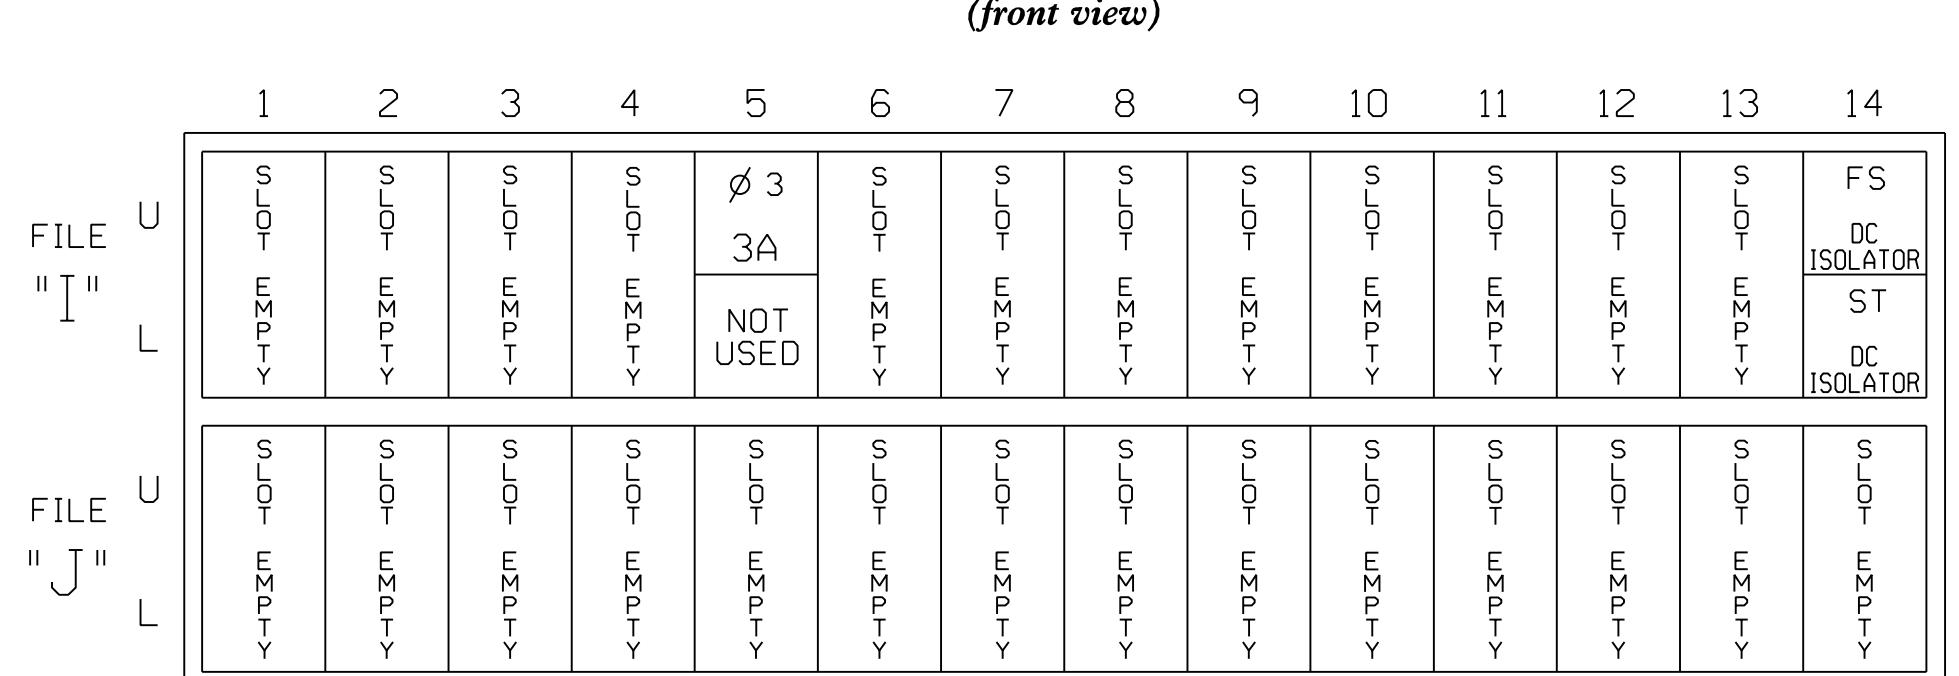 (front view)
1 2 3 4 5 6 7 8 9 10 11 12 13 14
FILE "I"
U
L
SLOT EMPTY
SLOT EMPTY
SLOT EMPTY
SLOT EMPTY
Ø 3
3A
NOT
USED
SLOT EMPTY
SLOT EMPTY
SLOT EMPTY
SLOT EMPTY
SLOT EMPTY
SLOT EMPTY
SLOT EMPTY
SLOT EMPTY
FS
DC
ISOLATOR
ST
DC
ISOLATOR
FILE "J"
U
L
SLOT EMPTY
SLOT EMPTY
SLOT EMPTY
SLOT EMPTY
SLOT EMPTY
SLOT EMPTY
SLOT EMPTY
SLOT EMPTY
SLOT EMPTY
SLOT EMPTY
SLOT EMPTY
SLOT EMPTY
SLOT EMPTY
SLOT EMPTY